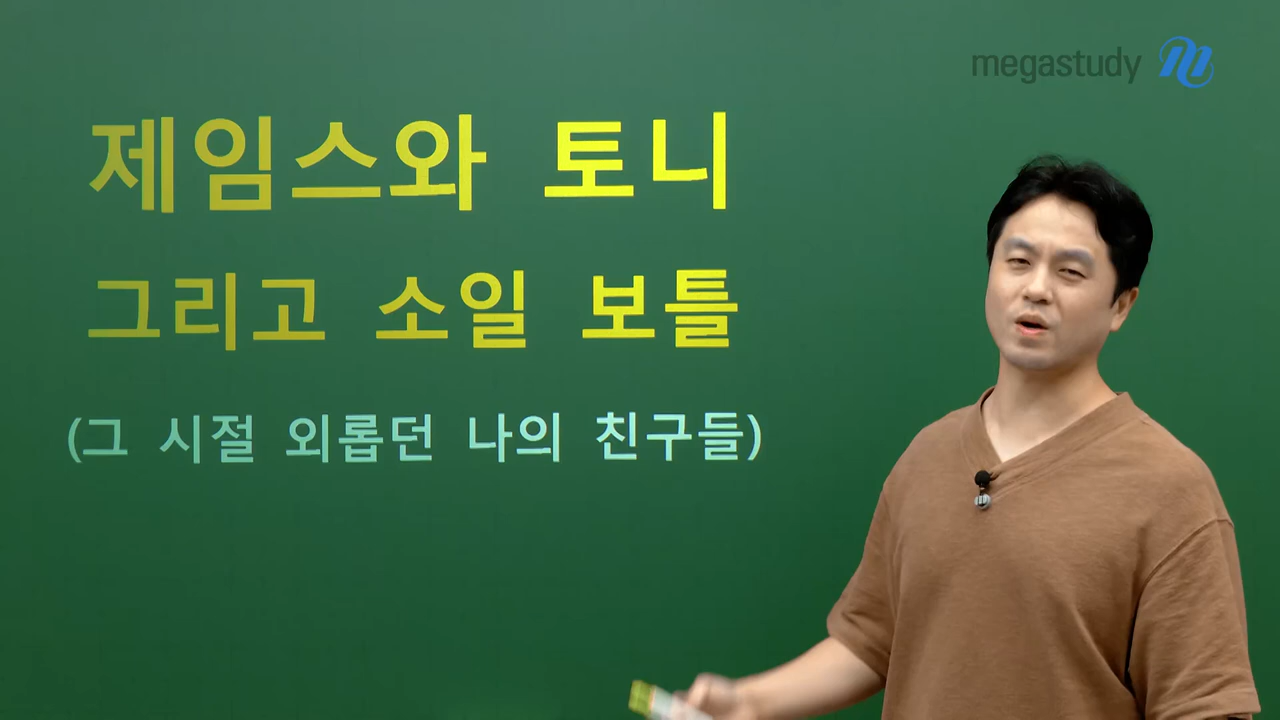 megastudy
제임스와 토니
그리고 소일 보틀
(그 시절 외롭던 나의 친구들)